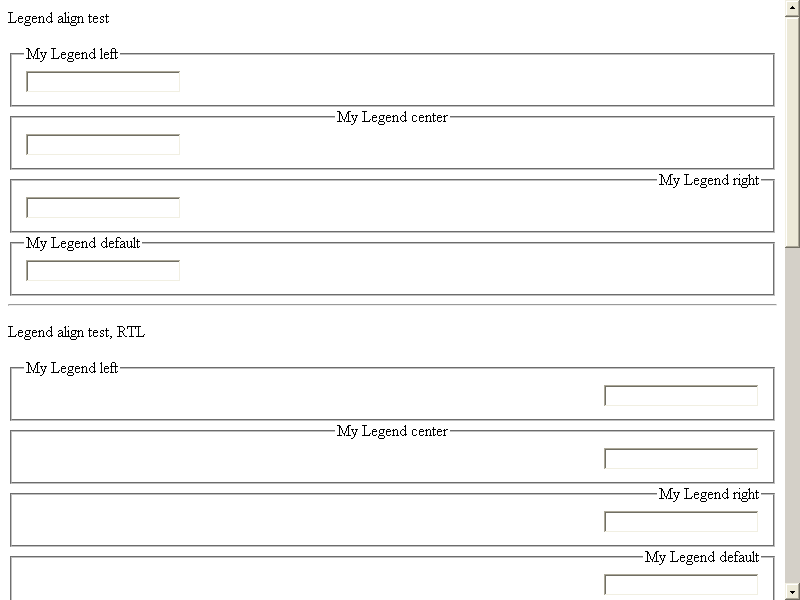 Legend align test
My Legend left
My Legend center
My Legend right
My Legend default
Legend align test, RTL
My Legend left
My Legend center
My Legend right
My Legend default